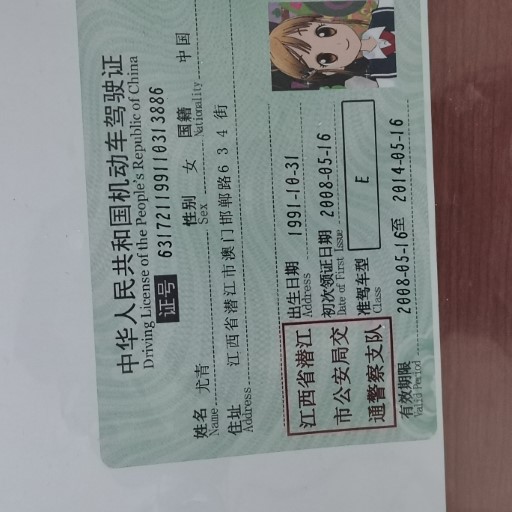 中华人民共和国机动车驾驶证
Driving License of the People's Republic of China
证号 631721199110313886
姓名 尤青 性别 女 国籍 中国
Name Sex Nationality
住址 江西省潜江市澳门邯郸路634街
Address
出生日期 1991-10-31
Address
初次领证日期 2008-05-16
Date of First Issue
准驾车型 E
Class
江西省潜江
市公安局交
通警察支队
有效期限 2008-05-16至 2014-05-16
Valid Period